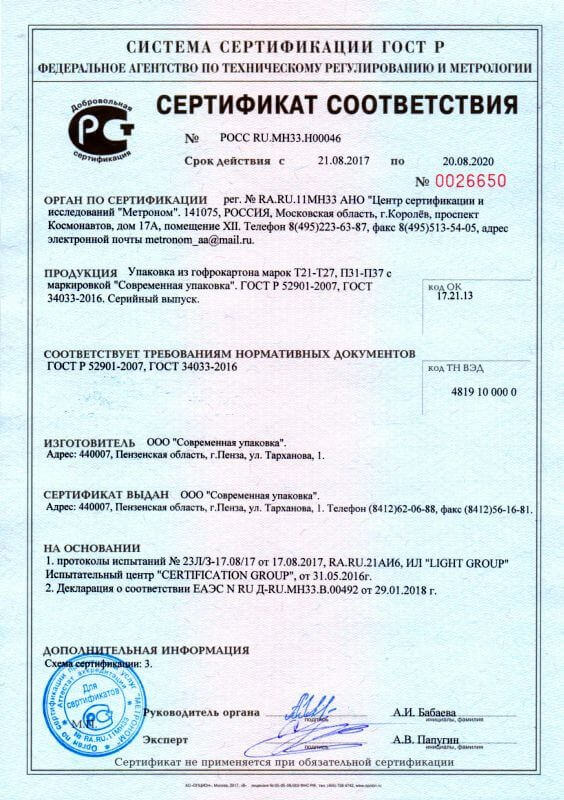 СИСТЕМА СЕРТИФИКАЦИИ ГОСТ Р
ФЕДЕРАЛЬНОЕ АГЕНТСТВО ПО ТЕХНИЧЕСКОМУ РЕГУЛИРОВАНИЮ И МЕТРОЛОГИИ
Добровольная
сертификация
СЕРТИФИКАТ СООТВЕТСТВИЯ
№ РОСС RU.МН33.Н00046
Срок действия с 21.08.2017 по 20.08.2020
№ 0026650
ОРГАН ПО СЕРТИФИКАЦИИ рег. № RA.RU.11МН33 АНО "Центр сертификации и
исследований "Метроном". 141075, РОССИЯ, Московская область, г.Королёв, проспект
Космонавтов, дом 17А, помещение XII. Телефон 8(495)223-63-87, факс 8(495)513-54-05, адрес
электронной почты metronom_aa@mail.ru.
ПРОДУКЦИЯ Упаковка из гофрокартона марок Т21-Т27, П31-П37 с
маркировкой "Современная упаковка". ГОСТ Р 52901-2007, ГОСТ
34033-2016. Серийный выпуск.
код ОК
17.21.13
СООТВЕТСТВУЕТ ТРЕБОВАНИЯМ НОРМАТИВНЫХ ДОКУМЕНТОВ
ГОСТ Р 52901-2007, ГОСТ 34033-2016
код ТН ВЭД
4819 10 000 0
ИЗГОТОВИТЕЛЬ ООО "Современная упаковка".
Адрес: 440007, Пензенская область, г.Пенза, ул. Тарханова, 1.
СЕРТИФИКАТ ВЫДАН ООО "Современная упаковка".
Адрес: 440007, Пензенская область, г.Пенза, ул. Тарханова, 1. Телефон (8412)62-06-88, факс (8412)56-16-81.
НА ОСНОВАНИИ
1. протоколы испытаний № 23Л/З-17.08/17 от 17.08.2017, RA.RU.21АИ6, ИЛ "LIGHT GROUP"
Испытательный центр "CERTIFICATION GROUP", от 31.05.2016г.
2. Декларация о соответствии ЕАЭС N RU Д-RU.МН33.В.00492 от 29.01.2018 г.
ДОПОЛНИТЕЛЬНАЯ ИНФОРМАЦИЯ
Схема сертификации: 3.
Для
сертификатов
№ RA.RU.11МН33
М.П.
Руководитель органа
подпись
А.И. Бабаева
инициалы, фамилия
Эксперт
подпись
А.В. Папугин
инициалы, фамилия
Сертификат не применяется при обязательной сертификации